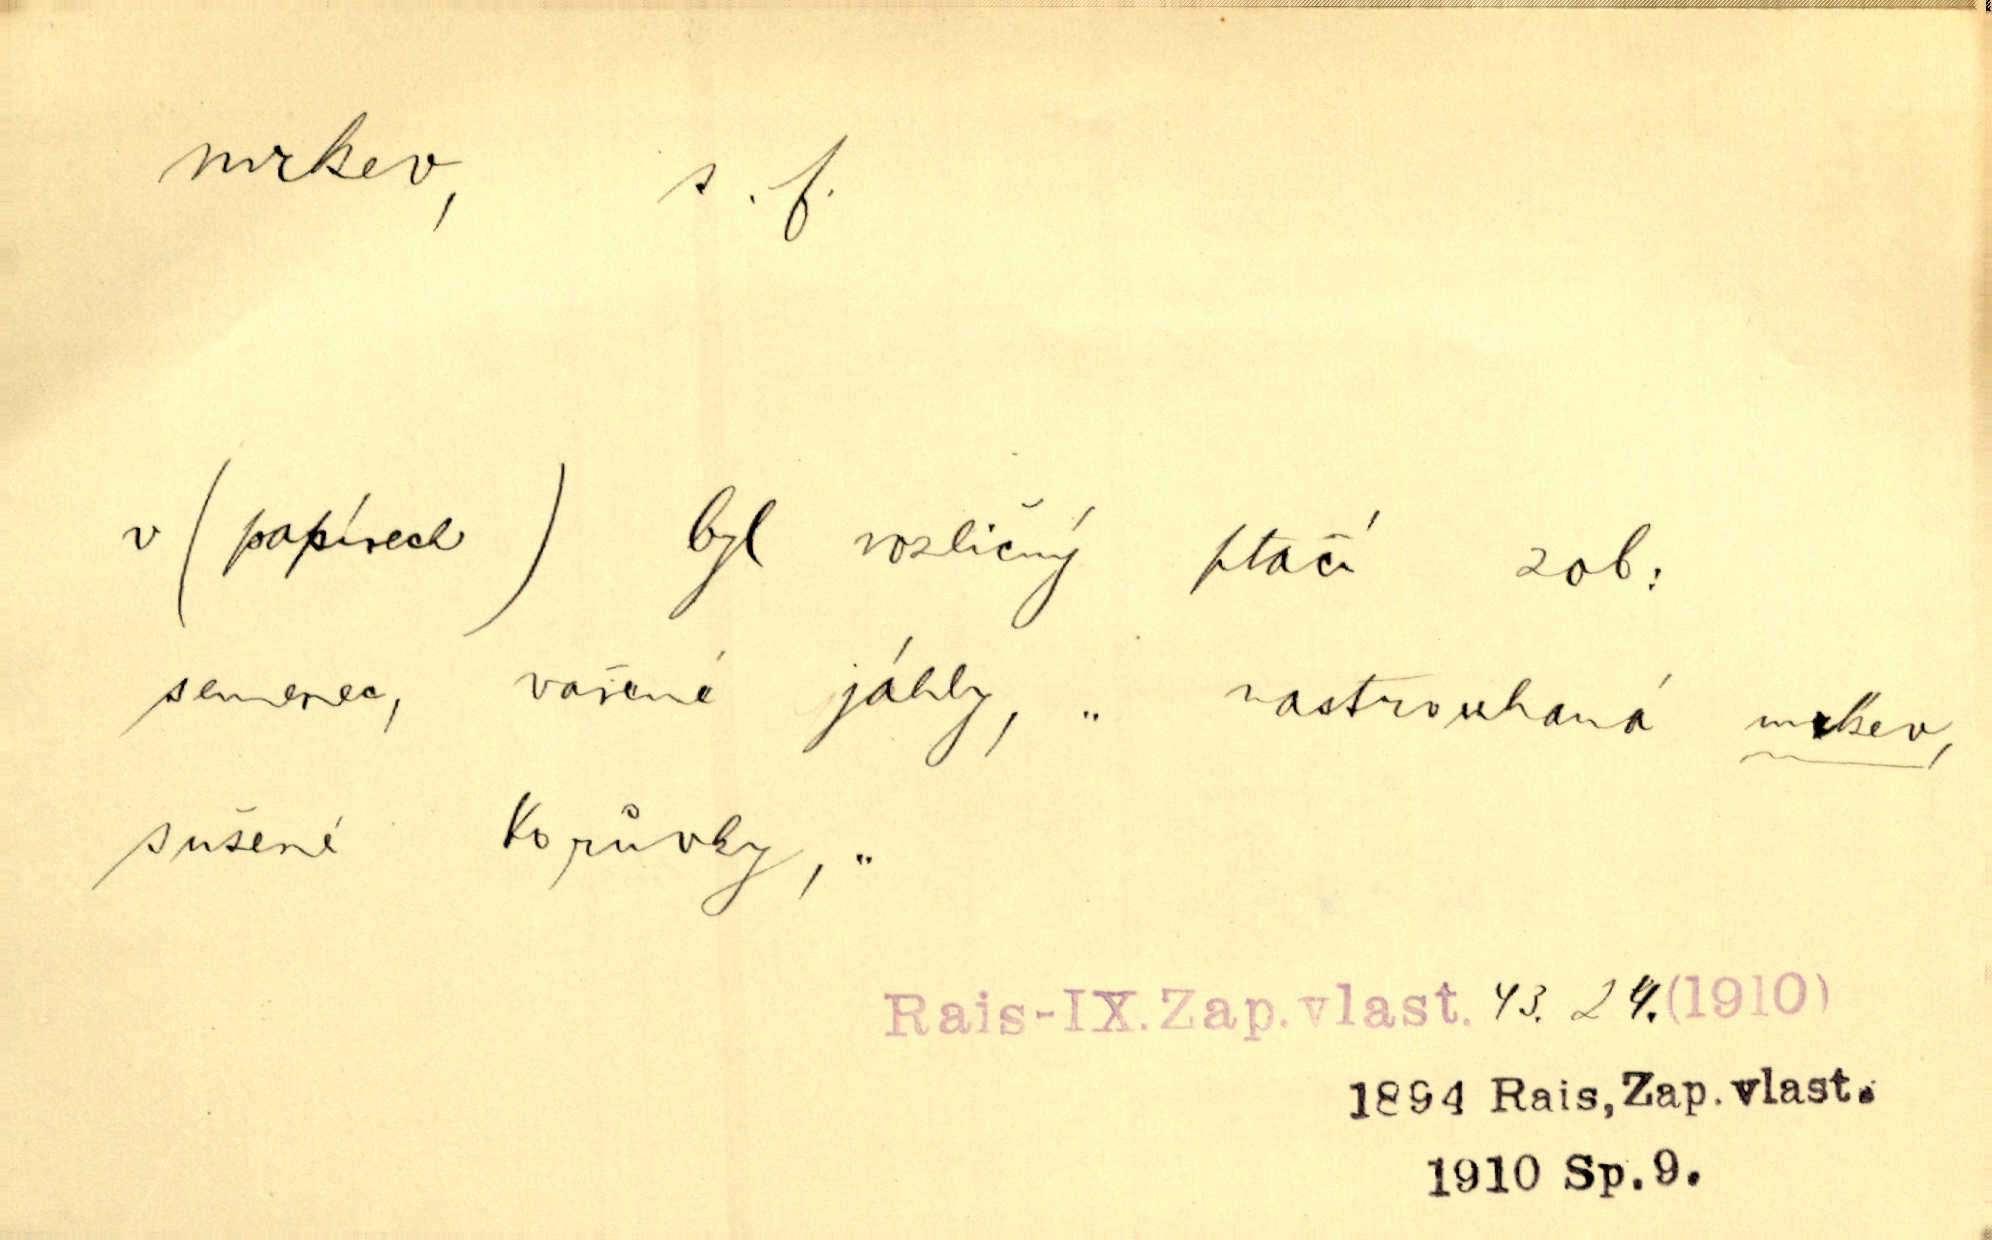 mrkev, s. f.
v (papírech) byl rozličný ptačí zob:
semenec, vařené jáhly, „ nastrouhaná mrkev,
sušené korůvky, „
Rais-IX. Zap. vlast. 43. 24. (1910)
1894 Rais, Zap. vlast.
1910 Sp. 9.